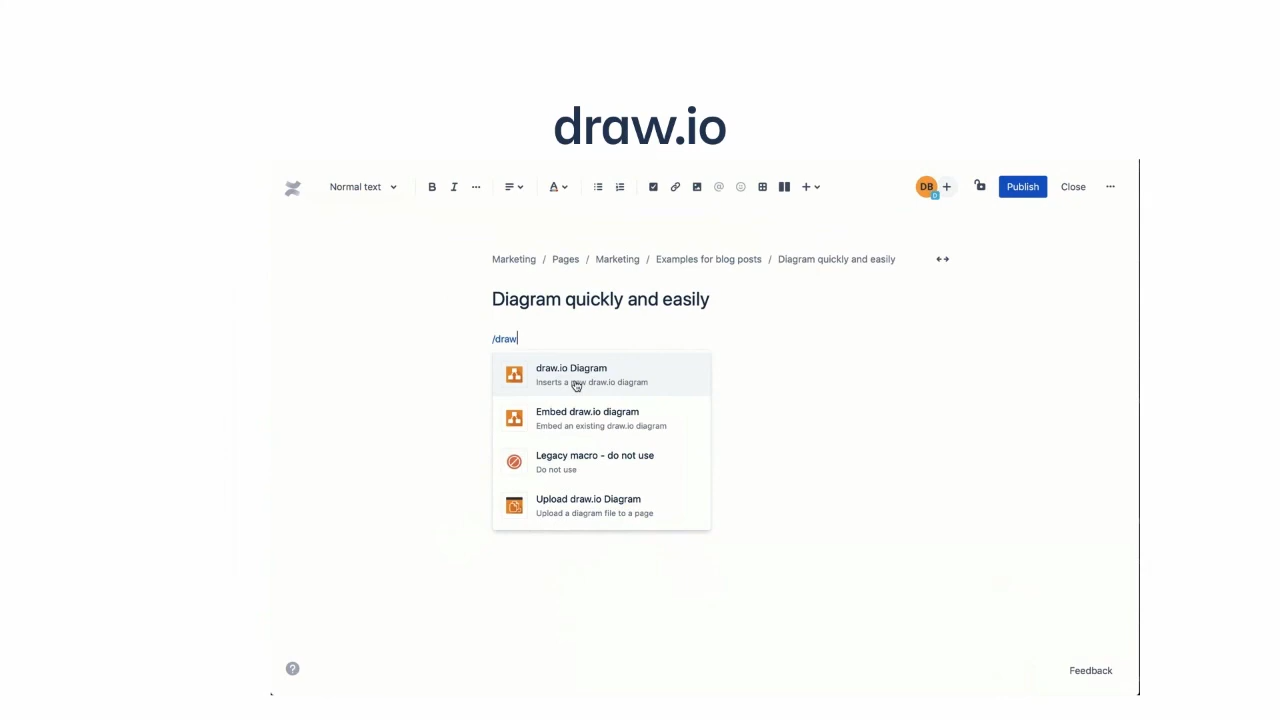 draw.io
Normal text B I A @ + DB + Publish Close
D
Marketing / Pages / Marketing / Examples for blog posts / Diagram quickly and easily
Diagram quickly and easily
/draw
draw.io Diagram
Inserts a new draw.io diagram
Embed draw.io diagram
Embed an existing draw.io diagram
Legacy macro - do not use
Do not use
Upload draw.io Diagram
Upload a diagram file to a page
? Feedback